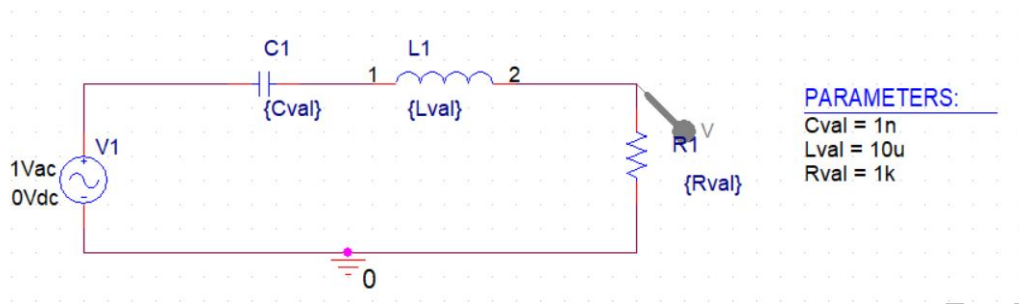 C1
L1
1
2
{Cval}
{Lval}
PARAMETERS:
Cval = 1n
Lval = 10u
Rval = 1k
V
R1
{Rval}
V1
1Vac
0Vdc
0